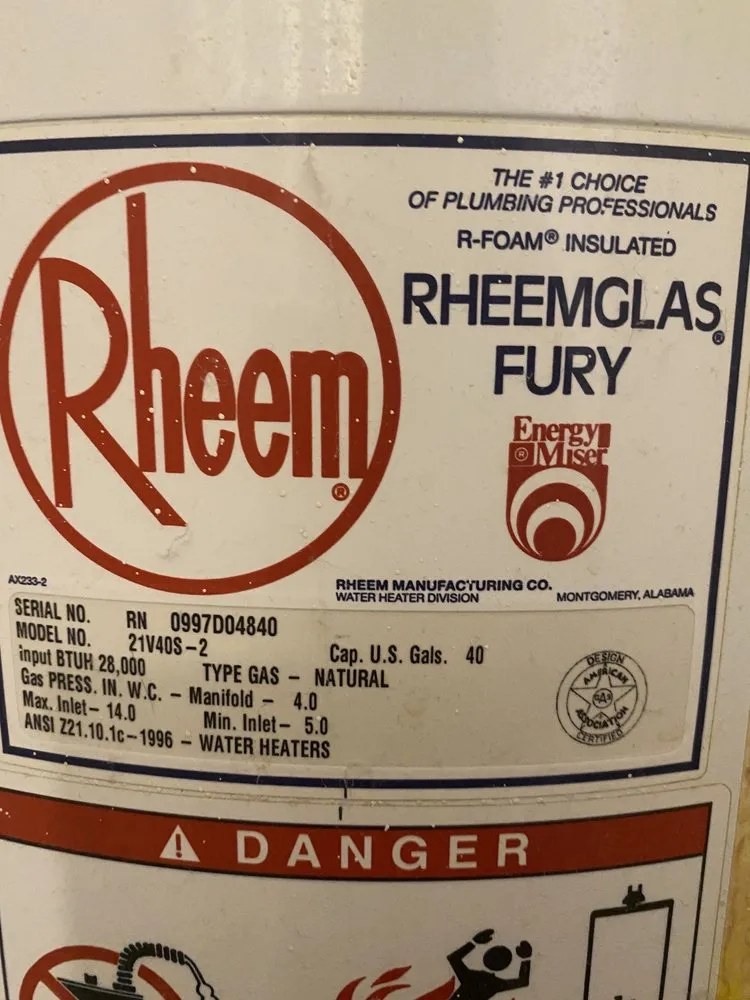 Rheem
®
THE #1 CHOICE
OF PLUMBING PROFESSIONALS
R-FOAM® INSULATED
RHEEMGLAS®
FURY
Energy
® Miser
AX233-2
RHEEM MANUFACTURING CO.
WATER HEATER DIVISION
MONTGOMERY, ALABAMA
SERIAL NO. RN 0997D04840
MODEL NO. 21V40S-2
input BTUH 28,000
Cap. U.S. Gals. 40
TYPE GAS - NATURAL
Gas PRESS. IN. W.C. - Manifold - 4.0
Max. Inlet- 14.0 Min. Inlet- 5.0
ANSI Z21.10.1c-1996 - WATER HEATERS
DESIGN
AMERICAN
ASSOCIATION
CERTIFIED
DANGER